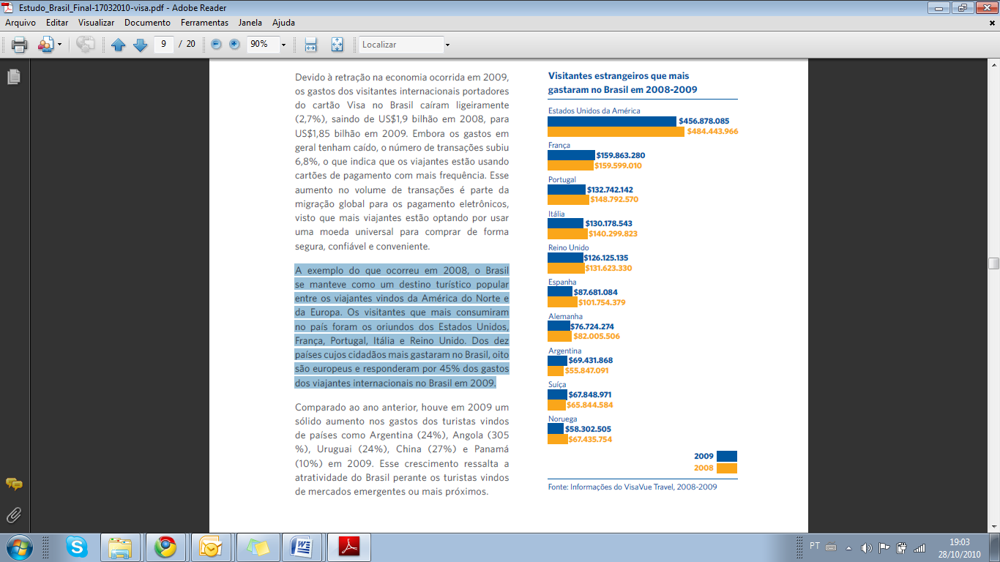 Estudo_Brasil_Final-17032010-visa.pdf - Adobe Reader
Arquivo Editar Visualizar Documento Ferramentas Janela Ajuda
9 / 20 90% Localizar
Devido à retração na economia ocorrida em 2009,
os gastos dos visitantes internacionais portadores
do cartão Visa no Brasil caíram ligeiramente
(2,7%), saindo de US$1,9 bilhão em 2008, para
US$1,85 bilhão em 2009. Embora os gastos em
geral tenham caído, o número de transações subiu
6,8%, o que indica que os viajantes estão usando
cartões de pagamento com mais frequência. Esse
aumento no volume de transações é parte da
migração global para os pagamento eletrônicos,
visto que mais viajantes estão optando por usar
uma moeda universal para comprar de forma
segura, confiável e conveniente.
A exemplo do que ocorreu em 2008, o Brasil
se manteve como um destino turístico popular
entre os viajantes vindos da América do Norte e
da Europa. Os visitantes que mais consumiram
no país foram os oriundos dos Estados Unidos,
França, Portugal, Itália e Reino Unido. Dos dez
países cujos cidadãos mais gastaram no Brasil, oito
são europeus e responderam por 45% dos gastos
dos viajantes internacionais no Brasil em 2009.
Comparado ao ano anterior, houve em 2009 um
sólido aumento nos gastos dos turistas vindos
de países como Argentina (24%), Angola (305
%), Uruguai (24%), China (27%) e Panamá
(10%) em 2009. Esse crescimento ressalta a
atratividade do Brasil perante os turistas vindos
de mercados emergentes ou mais próximos.
Visitantes estrangeiros que mais
gastaram no Brasil em 2008-2009
Estados Unidos da América
$456.878.085
$484.443.966
França
$159.863.280
$159.599.010
Portugal
$132.742.142
$148.792.570
Itália
$130.178.543
$140.299.823
Reino Unido
$126.125.135
$131.623.330
Espanha
$87.681.084
$101.754.379
Alemanha
$76.724.274
$82.005.506
Argentina
$69.431.868
$55.847.091
Suíça
$67.848.971
$65.844.584
Noruega
$58.302.505
$67.435.754
2009
2008
Fonte: Informações do VisaVue Travel, 2008-2009
PT
19:03
28/10/2010